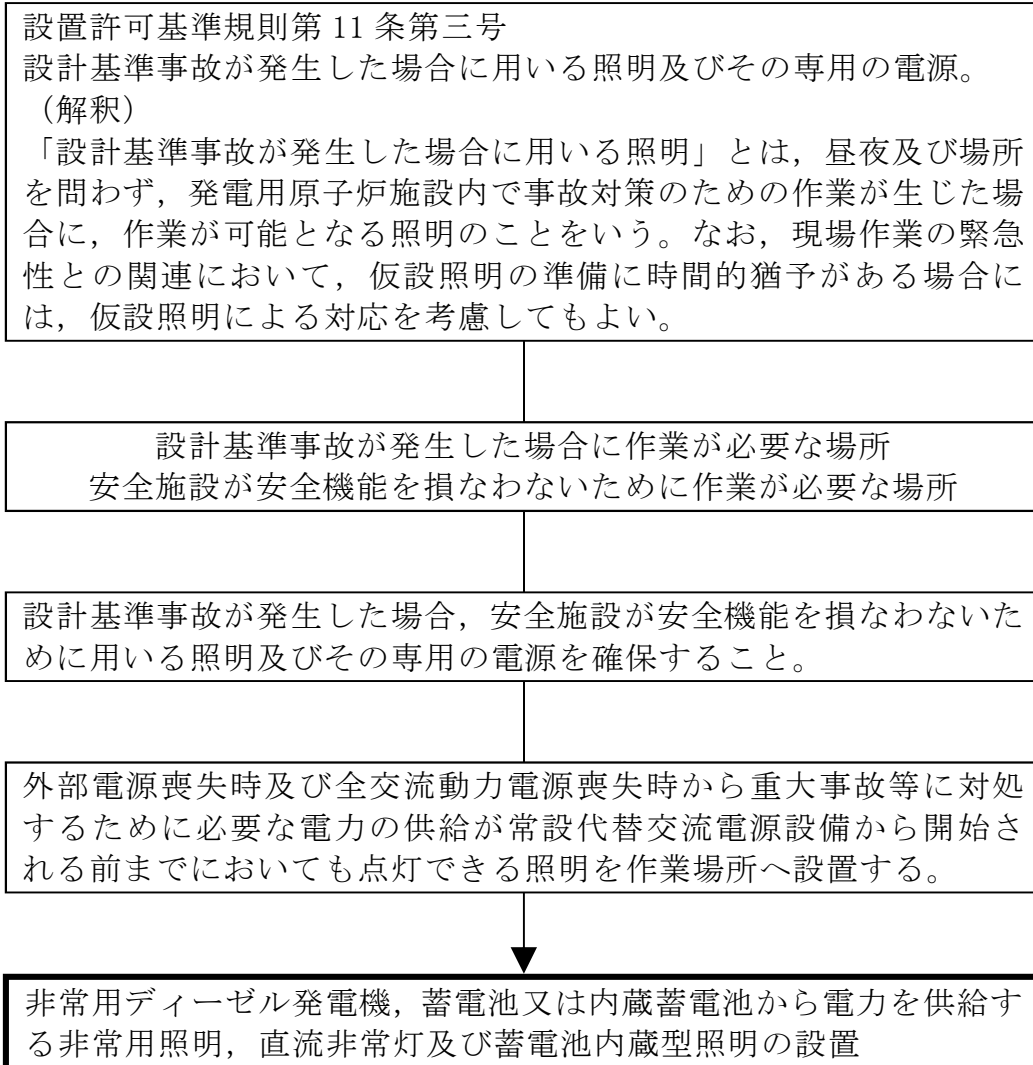 設置許可基準規則第 11 条第三号
設計基準事故が発生した場合に用いる照明及びその専用の電源。
（解釈）
「設計基準事故が発生した場合に用いる照明」とは，昼夜及び場所
を問わず，発電用原子炉施設内で事故対策のための作業が生じた場
合に，作業が可能となる照明のことをいう。なお，現場作業の緊急
性との関連において，仮設照明の準備に時間的猶予がある場合に
は，仮設照明による対応を考慮してもよい。
設計基準事故が発生した場合に作業が必要な場所
安全施設が安全機能を損なわないために作業が必要な場所
設計基準事故が発生した場合，安全施設が安全機能を損なわないた
めに用いる照明及びその専用の電源を確保すること。
外部電源喪失時及び全交流動力電源喪失時から重大事故等に対処
するために必要な電力の供給が常設代替交流電源設備から開始さ
れる前までにおいても点灯できる照明を作業場所へ設置する。
非常用ディーゼル発電機，蓄電池又は内蔵蓄電池から電力を供給す
る非常用照明，直流非常灯及び蓄電池内蔵型照明の設置